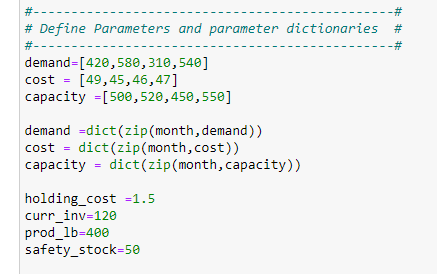 #---------------------------------------------#
# Define Parameters and parameter dictionaries  #
#---------------------------------------------#
demand=[420,580,310,540]
cost = [49,45,46,47]
capacity =[500,520,450,550]
demand =dict(zip(month,demand))
cost = dict(zip(month,cost))
capacity = dict(zip(month,capacity))
holding_cost =1.5
curr_inv=120
prod_lb=400
safety_stock=50